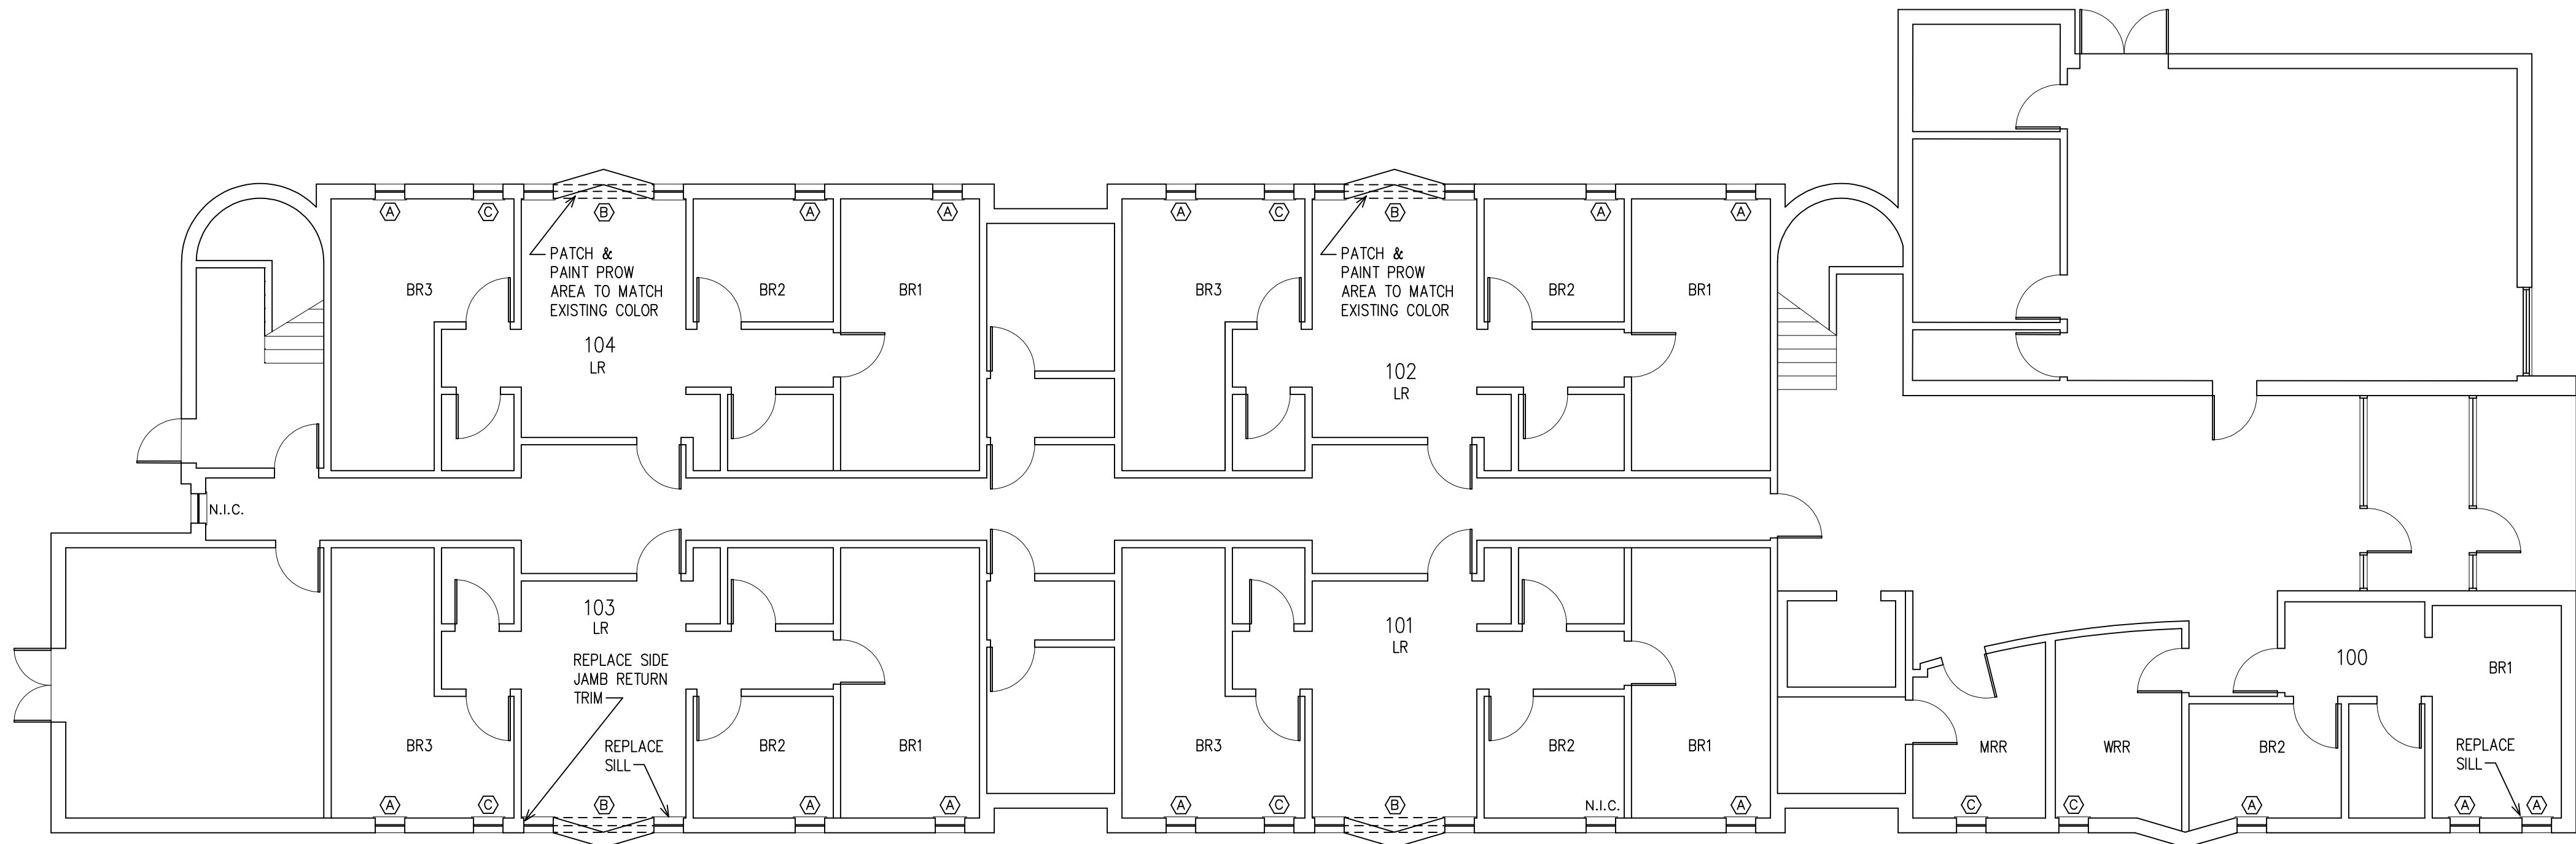 A
C
B
A
A
A
C
B
A
A
PATCH &
PAINT PROW
AREA TO MATCH
EXISTING COLOR
PATCH &
PAINT PROW
AREA TO MATCH
EXISTING COLOR
BR3
BR2
BR1
BR3
BR2
BR1
104
LR
102
LR
N.I.C.
103
LR
101
LR
REPLACE SIDE
JAMB RETURN
TRIM
100
BR1
BR3
REPLACE
SILL
BR2
BR1
BR3
BR2
BR1
MRR
WRR
BR2
REPLACE
SILL
A
C
B
A
A
A
C
B
N.I.C.
A
C
C
A
A
A